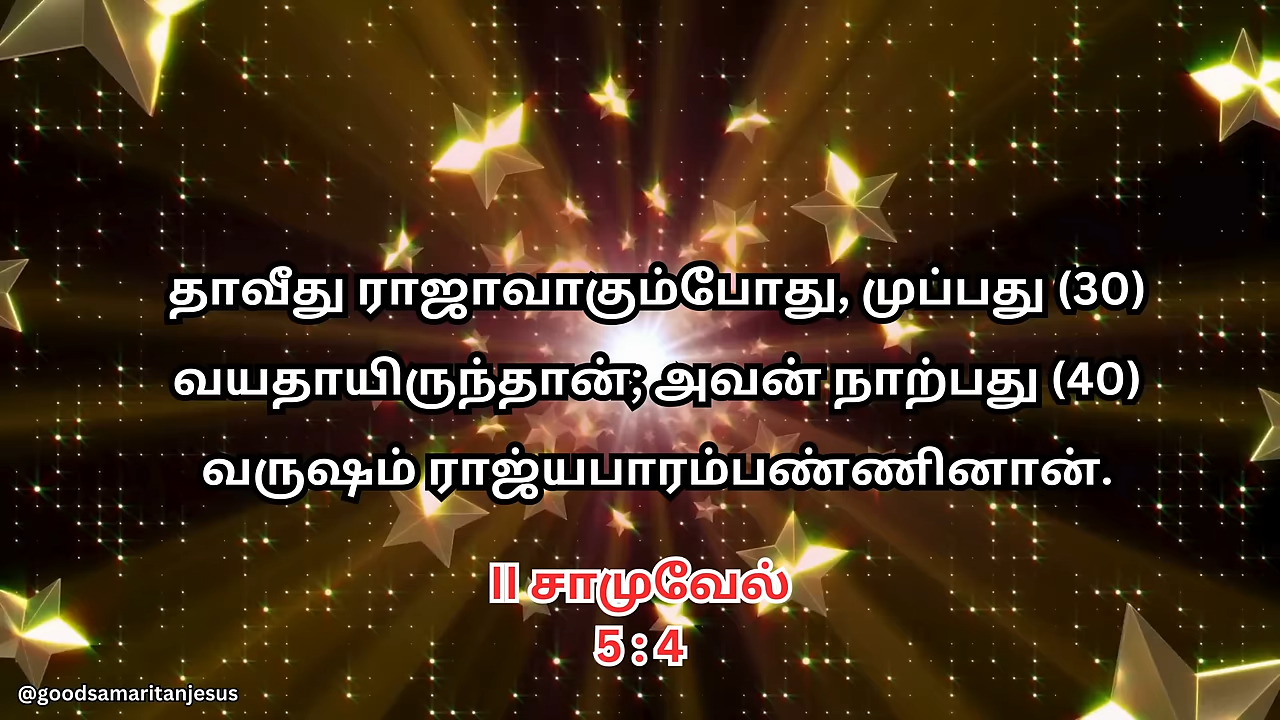 தாவீது ராஜாவாகும்போது, முப்பது (30)
வயதாயிருந்தான்; அவன் நாற்பது (40)
வருஷம் ராஜ்யபாரம்பண்ணினான்.
II சாமுவேல்
5 : 4
@goodsamaritanjesus